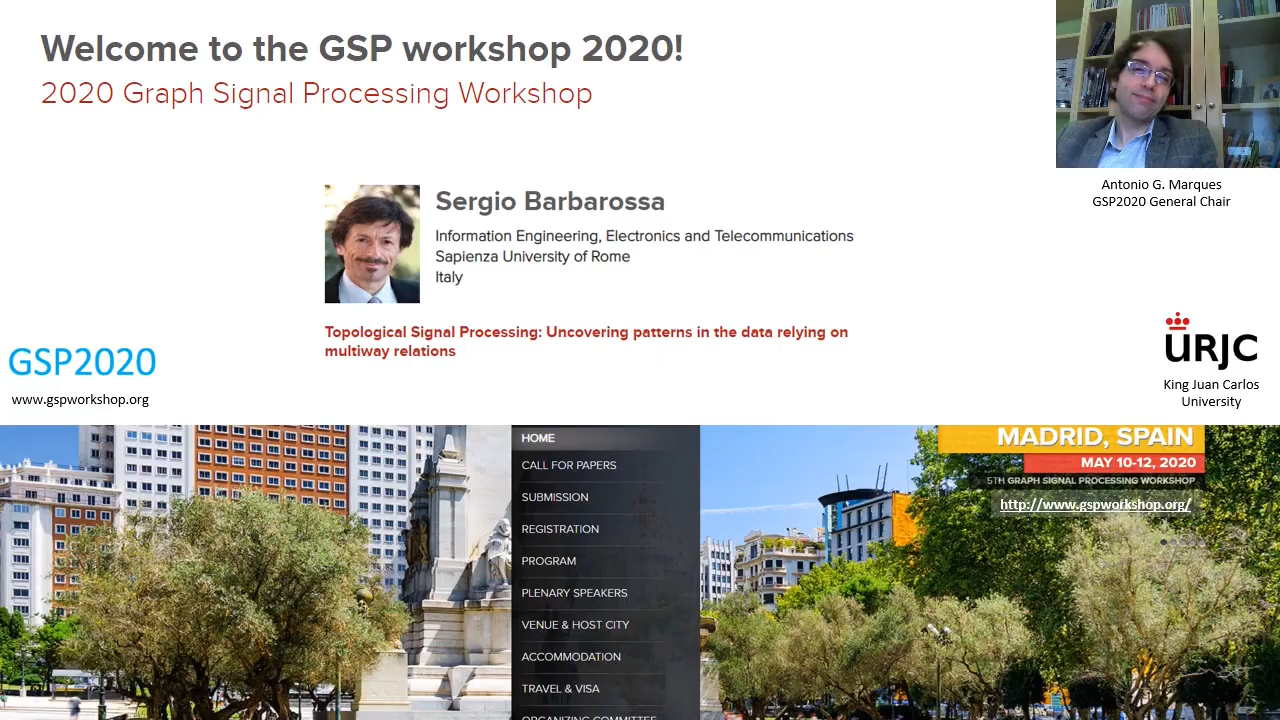 Welcome to the GSP workshop 2020!
2020 Graph Signal Processing Workshop
Antonio G. Marques
GSP2020 General Chair
Sergio Barbarossa
Information Engineering, Electronics and Telecommunications
Sapienza University of Rome
Italy
Topological Signal Processing: Uncovering patterns in the data relying on
multiway relations
GSP2020
www.gspworkshop.org
URJC
King Juan Carlos
University
HOME
CALL FOR PAPERS
SUBMISSION
REGISTRATION
PROGRAM
PLENARY SPEAKERS
VENUE & HOST CITY
ACCOMMODATION
TRAVEL & VISA
ORGANIZING COMMITTEE
MADRID, SPAIN
MAY 10-12, 2020
5TH GRAPH SIGNAL PROCESSING WORKSHOP
http://www.gspworkshop.org/